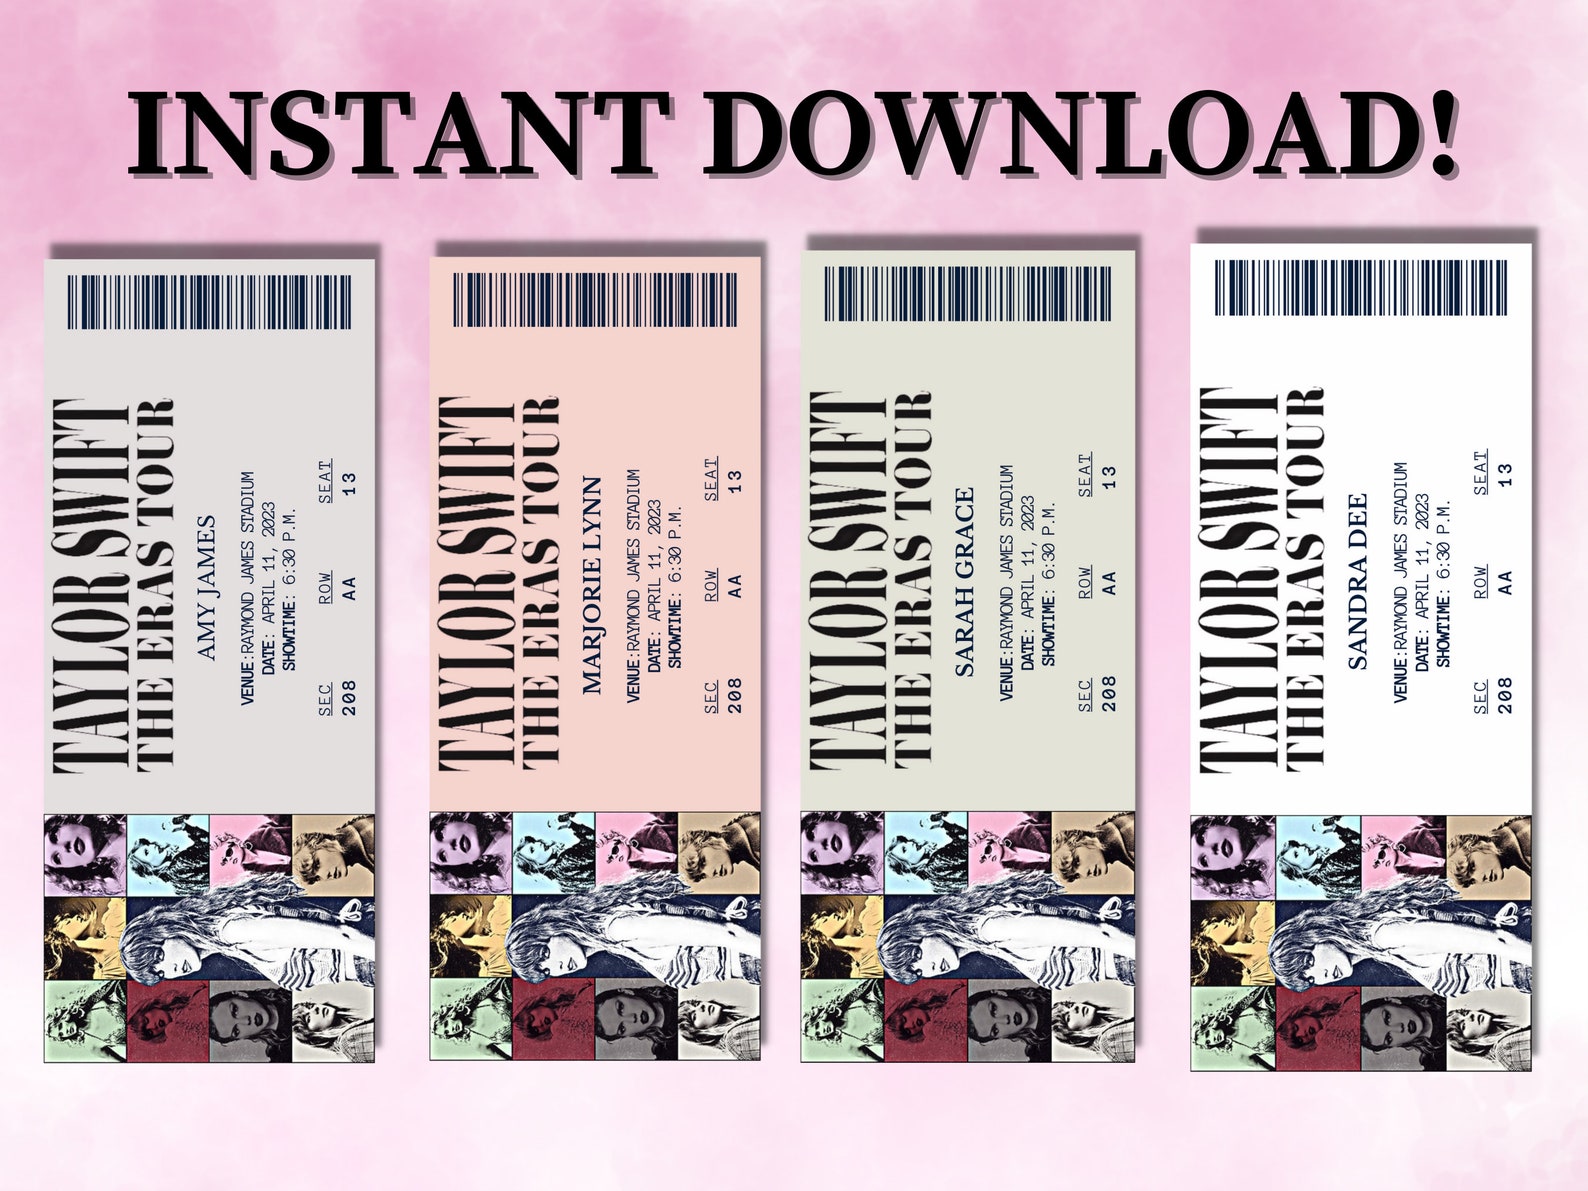 INSTANT DOWNLOAD!
TAYLOR SWIFT
THE ERAS TOUR
AMY JAMES
VENUE:RAYMOND JAMES STADIUM
DATE: APRIL 11, 2023
SHOWTIME: 6:30 P.M.
SEC ROW SEAT
208 AA 13
TAYLOR SWIFT
THE ERAS TOUR
MARJORIE LYNN
VENUE:RAYMOND JAMES STADIUM
DATE: APRIL 11, 2023
SHOWTIME: 6:30 P.M.
SEC ROW SEAT
208 AA 13
TAYLOR SWIFT
THE ERAS TOUR
SARAH GRACE
VENUE:RAYMOND JAMES STADIUM
DATE: APRIL 11, 2023
SHOWTIME: 6:30 P.M.
SEC ROW SEAT
208 AA 13
TAYLOR SWIFT
THE ERAS TOUR
SANDRA DEE
VENUE:RAYMOND JAMES STADIUM
DATE: APRIL 11, 2023
SHOWTIME: 6:30 P.M.
SEC ROW SEAT
208 AA 13